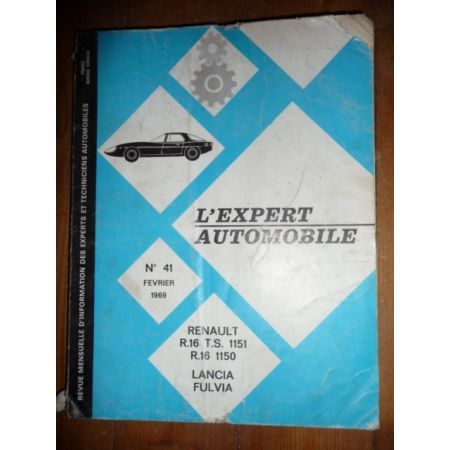 L'EXPERT
AUTOMOBILE
N° 41
FEVRIER
1969
RENAULT
R.16 T.S. 1151
R.16 1150
LANCIA
FULVIA
REVUE MENSUELLE D'INFORMATION DES EXPERTS ET TECHNICIENS AUTOMOBILES